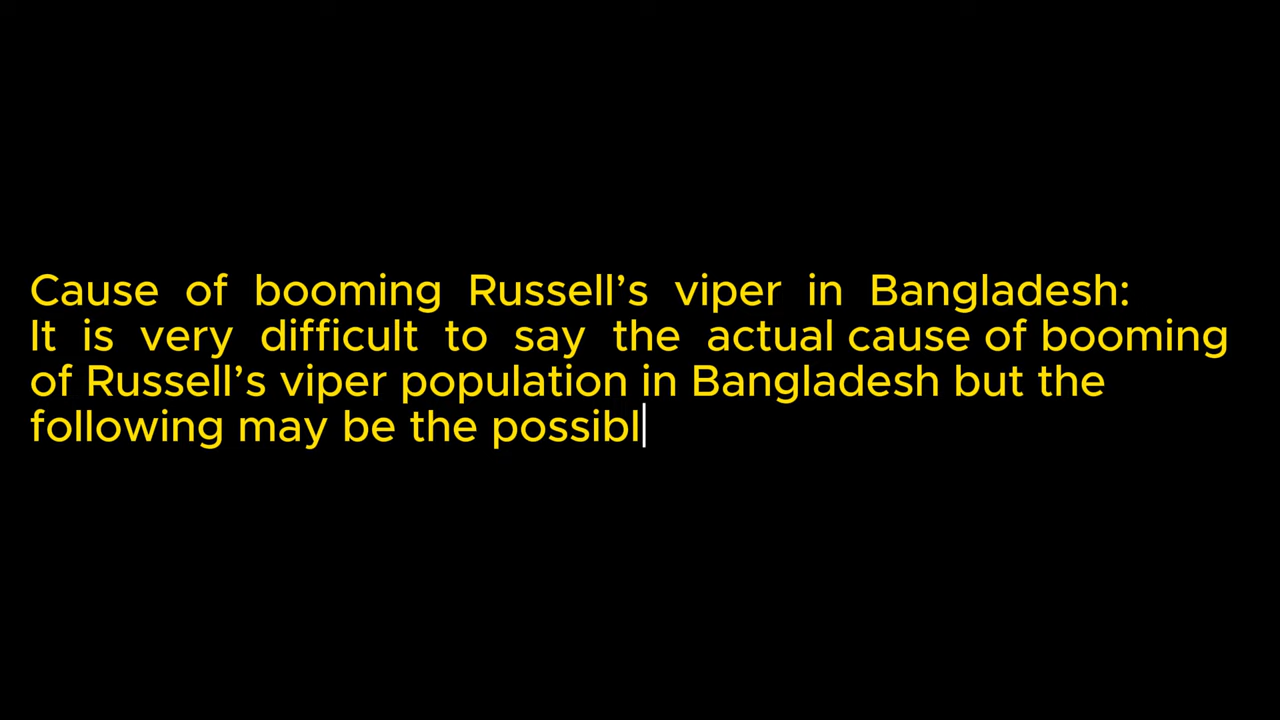 Cause of booming Russell’s viper in Bangladesh:
It is very difficult to say the actual cause of booming
of Russell’s viper population in Bangladesh but the
following may be the possibl